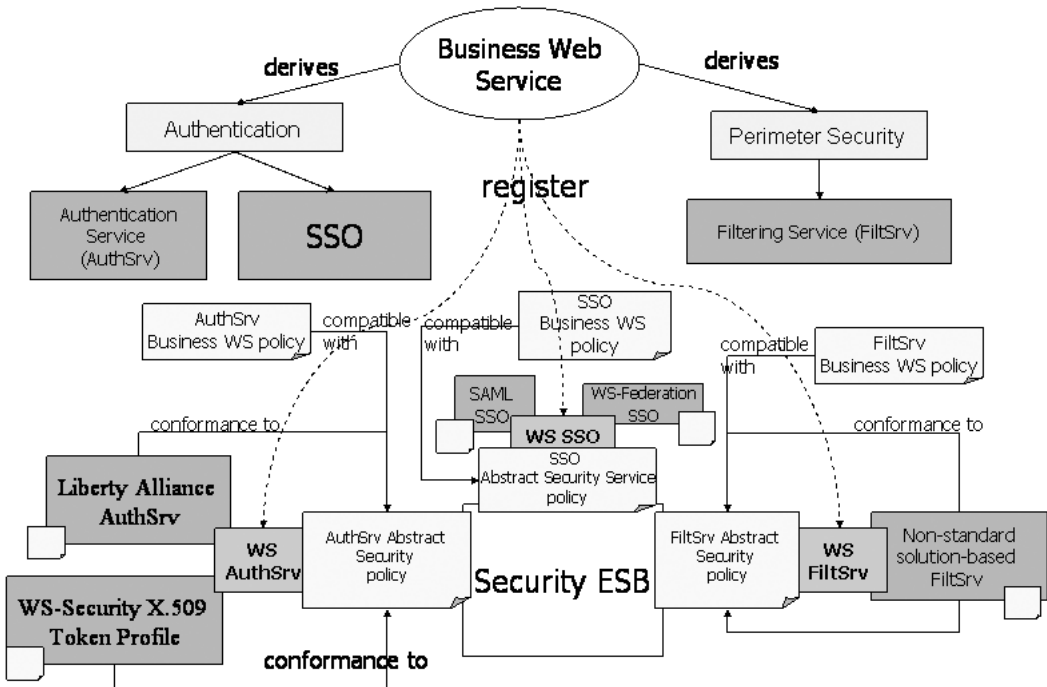 Business Web
Service
derives
derives
Authentication
Perimeter Security
register
Authentication
Service
(AuthSrv)
SSO
Filtering Service (FiltSrv)
AuthSrv
Business WS policy
compatible
with
compatible
with
SSO
Business WS
policy
compatible
with
FiltSrv
Business WS policy
SAML
SSO
WS-Federation
SSO
conformance to
WS SSO
conformance to
SSO
Abstract Security Service
policy
Liberty Alliance
AuthSrv
WS
AuthSrv
AuthSrv Abstract
Security
policy
Security ESB
FiltSrv Abstract
Security
policy
WS
FiltSrv
Non-standard
solution-based
FiltSrv
WS-Security X.509
Token Profile
conformance to